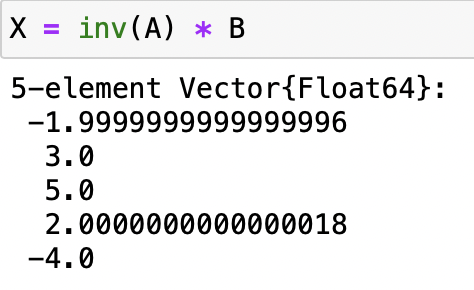 X = inv(A) * B
5-element Vector{Float64}:
-1.9999999999999996
3.0
5.0
2.0000000000000018
-4.0